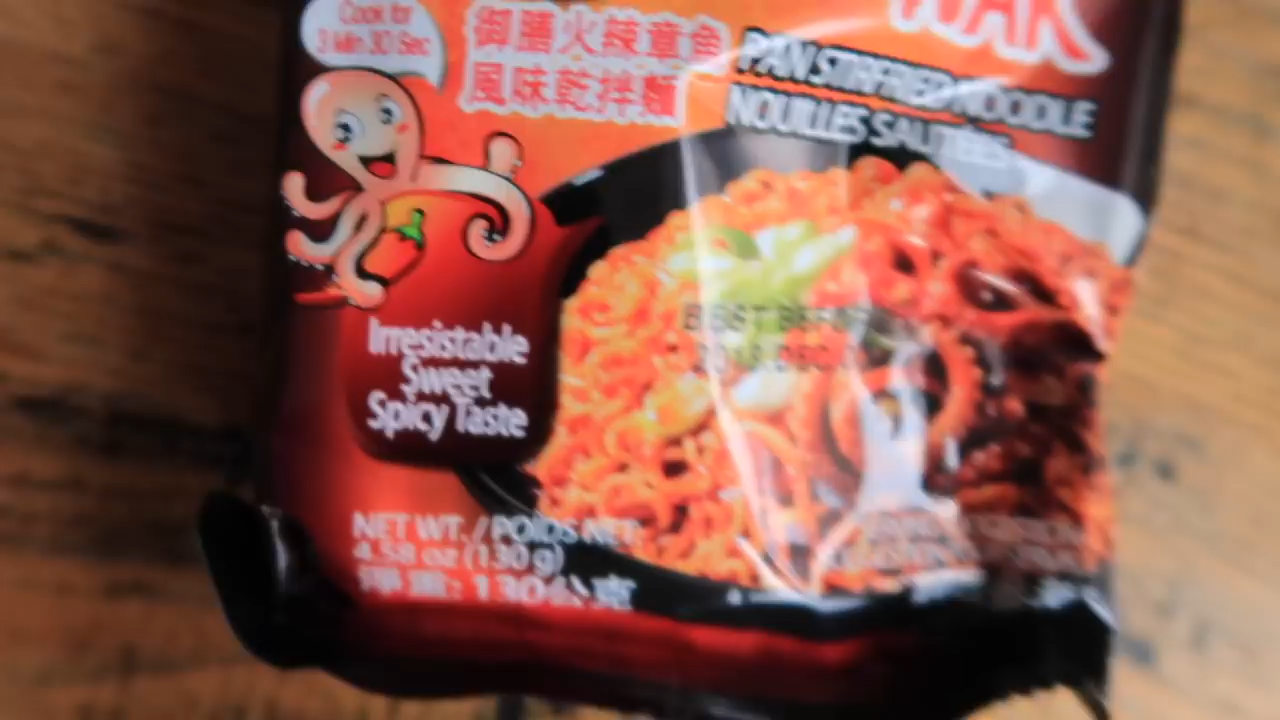 Cook for
3 Min 30 Sec
御膳火辣章魚
風味乾拌麵
WAK
PAN STIRFRIED NOODLE
NOUILLES SAUTÉES
Irresistable
Sweet
Spicy Taste
BEST BEFORE
NET WT. / POIDS NET:
4.58 oz (130 g)
淨重: 130公克